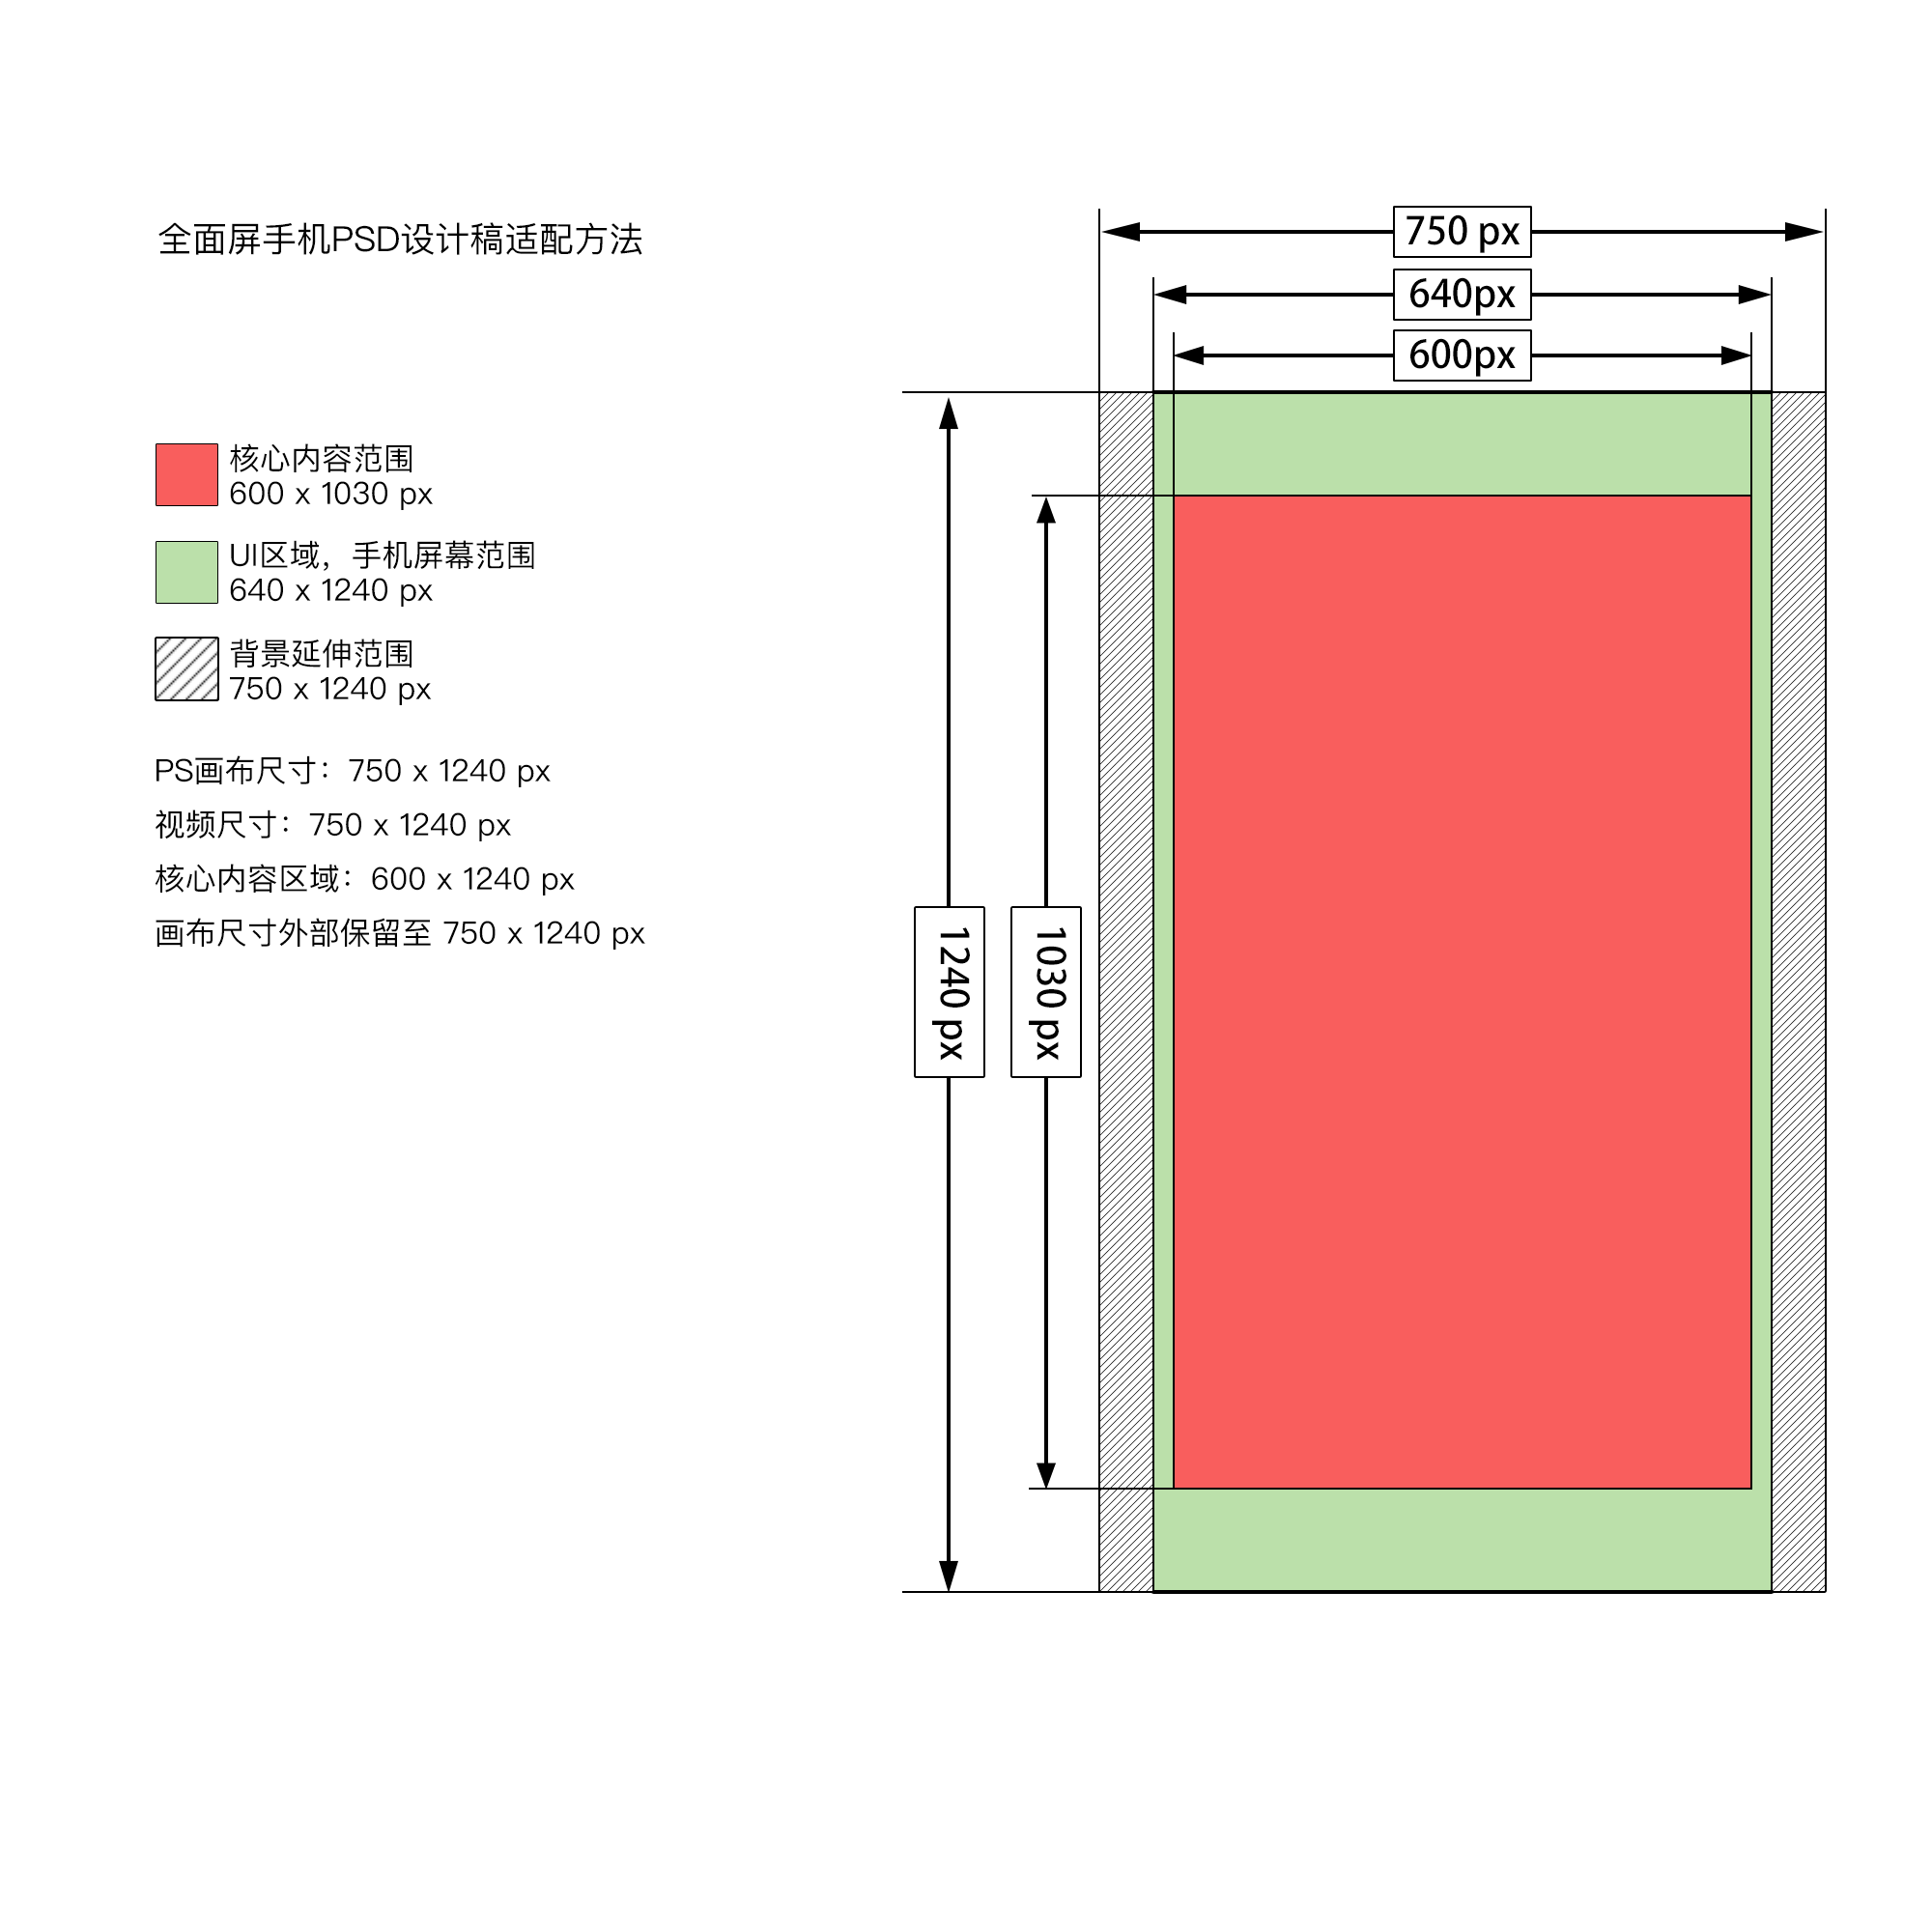 全面屏手机PSD设计稿适配方法
核心内容范围
600 x 1030 px
UI区域，手机屏幕范围
640 x 1240 px
背景延伸范围
750 x 1240 px
PS画布尺寸：750 x 1240 px
视频尺寸：750 x 1240 px
核心内容区域：600 x 1240 px
画布尺寸外部保留至 750 x 1240 px
750 px
640px
600px
1240 px
1030 px